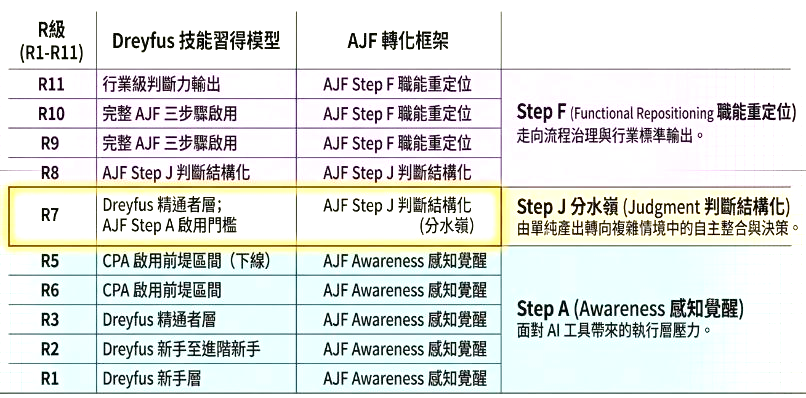 R級
(R1-R11)
Dreyfus 技能習得模型
AJF 轉化框架
R11 行業級判斷力輸出 AJF Step F 職能重定位
R10 完整 AJF 三步驟啟用 AJF Step F 職能重定位
R9 完整 AJF 三步驟啟用 AJF Step F 職能重定位
R8 AJF Step J 判斷結構化 AJF Step J 判斷結構化
Step F (Functional Repositioning 職能重定位)
走向流程治理與行業標準輸出。
R7
Dreyfus 精通者層；
AJF Step A 啟用門檻
AJF Step J 判斷結構化
(分水嶺)
Step J 分水嶺 (Judgment 判斷結構化)
由單純產出轉向複雜情境中的自主整合與決策。
R5 CPA 啟用前堤區間（下線） AJF Awareness 感知覺醒
R6 CPA 啟用前堤區間 AJF Awareness 感知覺醒
R3 Dreyfus 精通者層 AJF Awareness 感知覺醒
R2 Dreyfus 新手至進階新手 AJF Awareness 感知覺醒
R1 Dreyfus 新手層 AJF Awareness 感知覺醒
Step A (Awareness 感知覺醒)
面對 AI 工具帶來的執行層壓力。